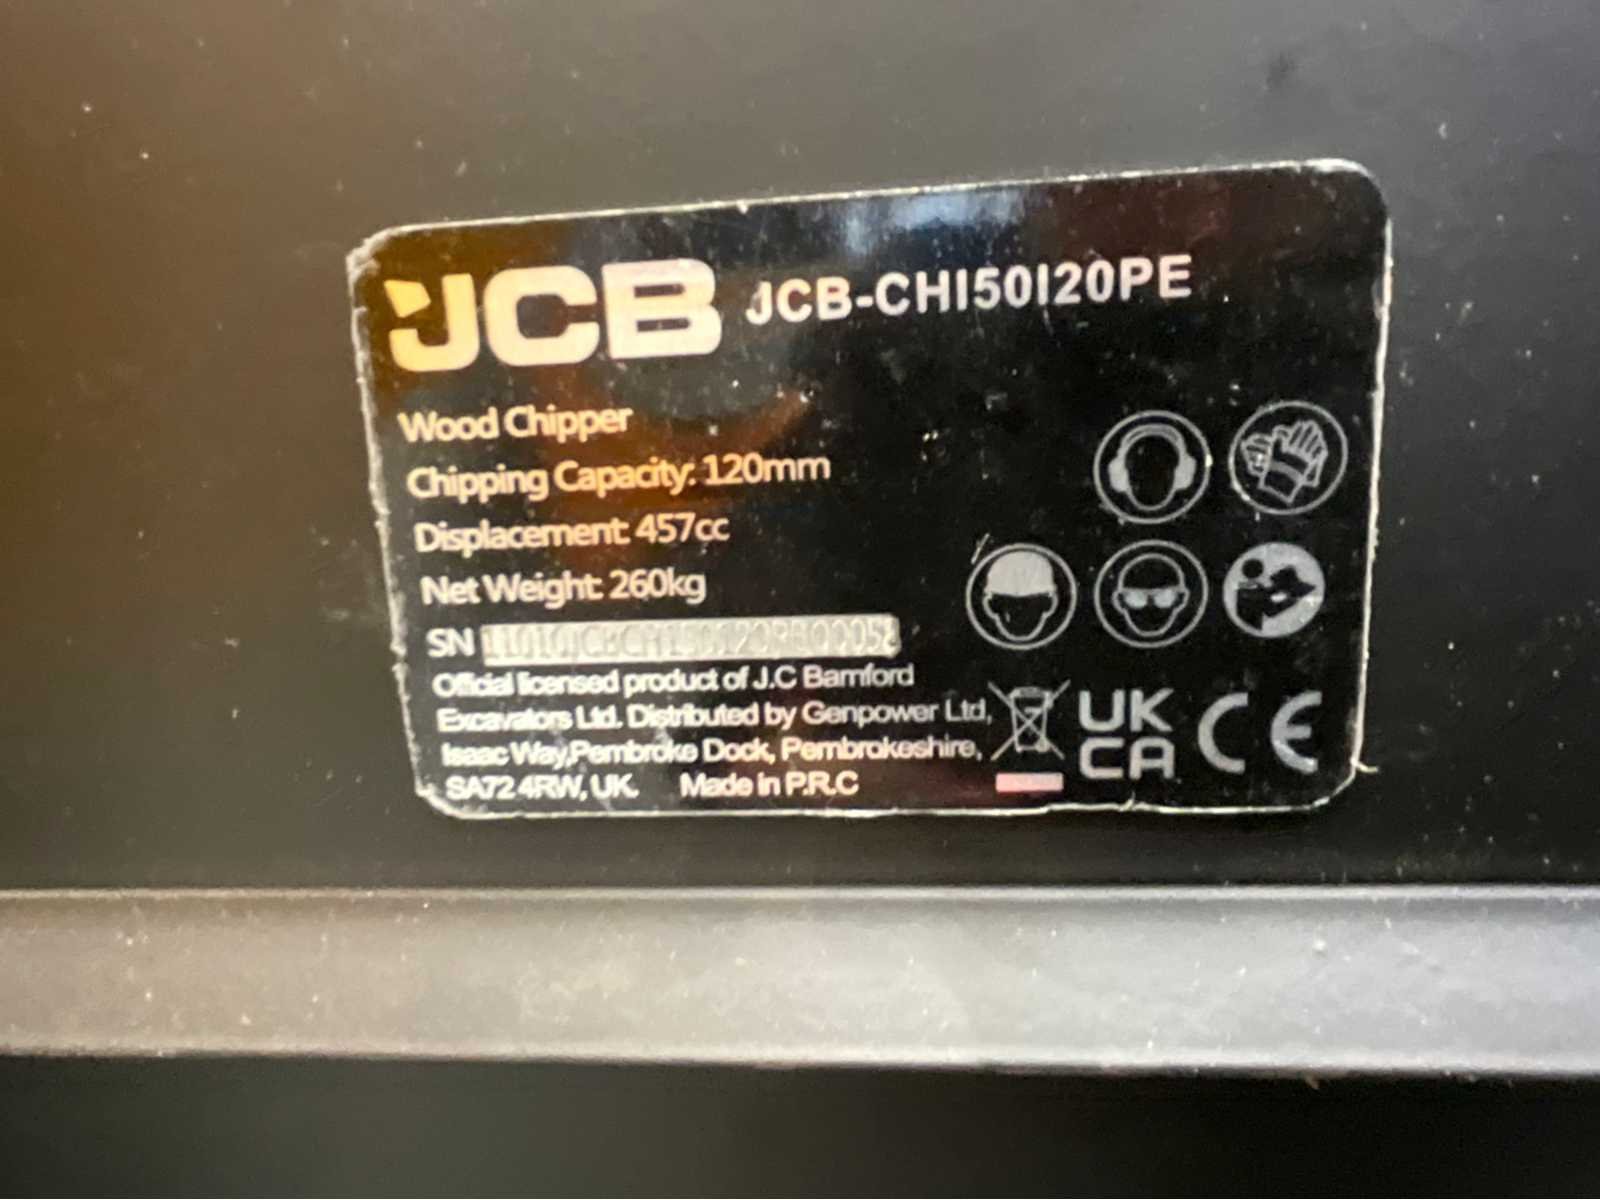 JCB JCB-CHI50I20PE
Wood Chipper
Chipping Capacity: 120mm
Displacement: 457cc
Net Weight: 260kg
SN
Official licensed product of J.C Bamford
Excavators Ltd. Distributed by Genpower Ltd,
Isaac Way,Pembroke Dock, Pembrokeshire,
SA72 4RW, UK. Made in P.R.C
UK
CA
CE